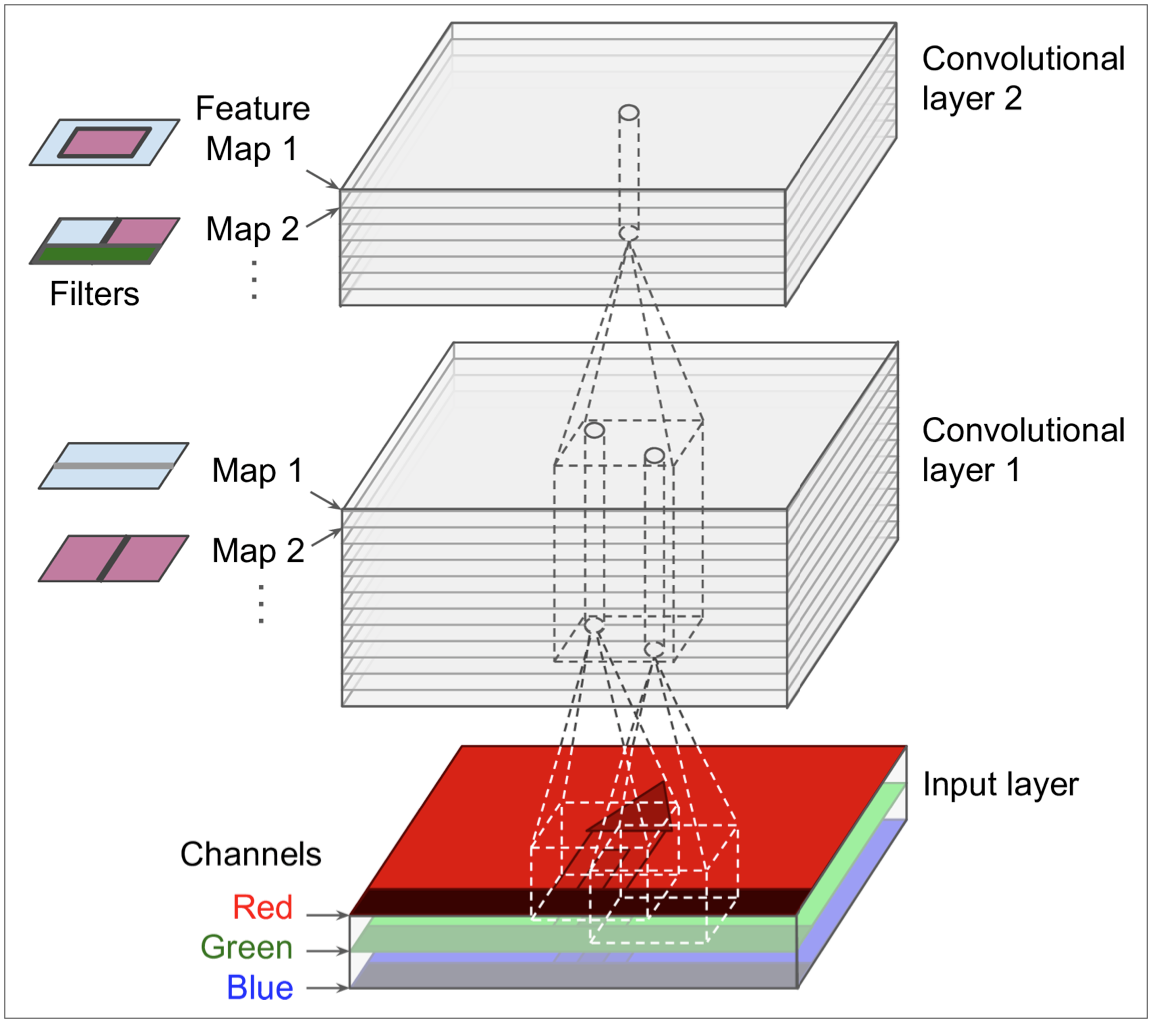 Convolutional
layer 2
Feature
Map 1
Map 2
⋮
Filters
Convolutional
layer 1
Map 1
Map 2
⋮
Input layer
Channels
Red
Green
Blue